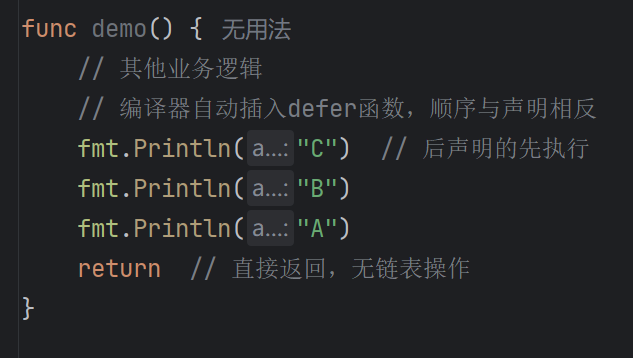 func demo() { 无用法
// 其他业务逻辑
// 编译器自动插入defer函数，顺序与声明相反
fmt.Println(a...:"C") // 后声明的先执行
fmt.Println(a...:"B")
fmt.Println(a...:"A")
return // 直接返回，无链表操作
}